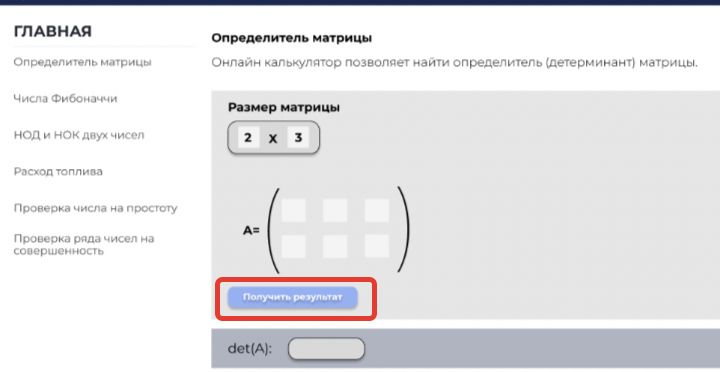 ГЛАВНАЯ
Определитель матрицы
Числа Фибоначчи
НОД и НОК двух чисел
Расход топлива
Проверка числа на простоту
Проверка ряда чисел на
совершенность
Определитель матрицы
Онлайн калькулятор позволяет найти определитель (детерминант) матрицы.
Размер матрицы
2 x 3
A=
Получить результат
det(A):